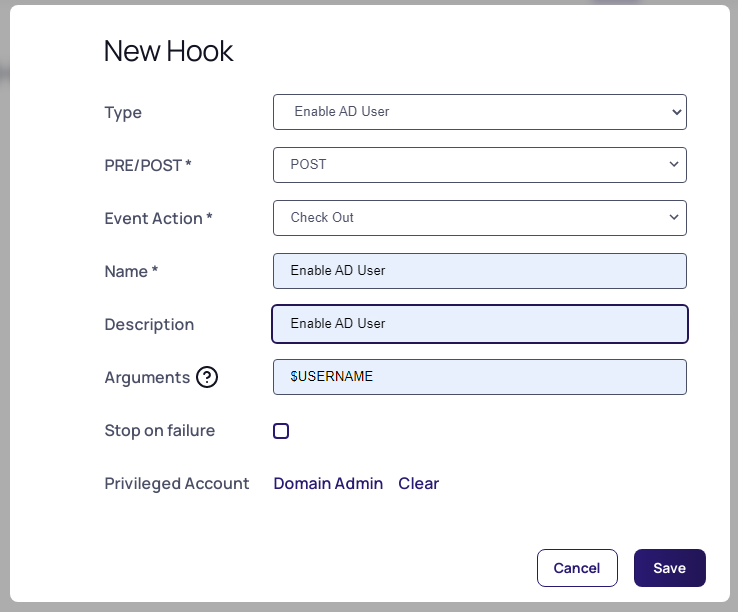 New Hook
Type Enable AD User
PRE/POST * POST
Event Action * Check Out
Name * Enable AD User
Description Enable AD User
Arguments ? $USERNAME
Stop on failure
Privileged Account Domain Admin Clear
Cancel Save